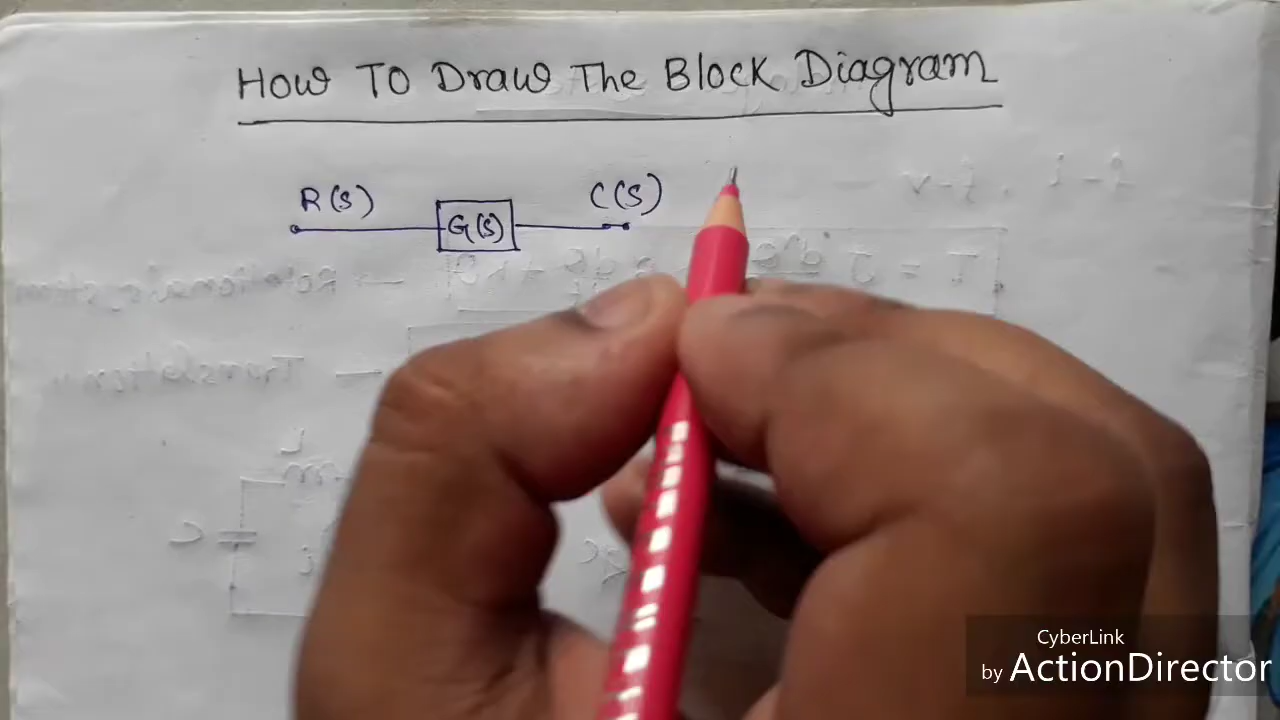 How To Draw The Block Diagram
R(s) C(s)
G(s)
CyberLink
by ActionDirector